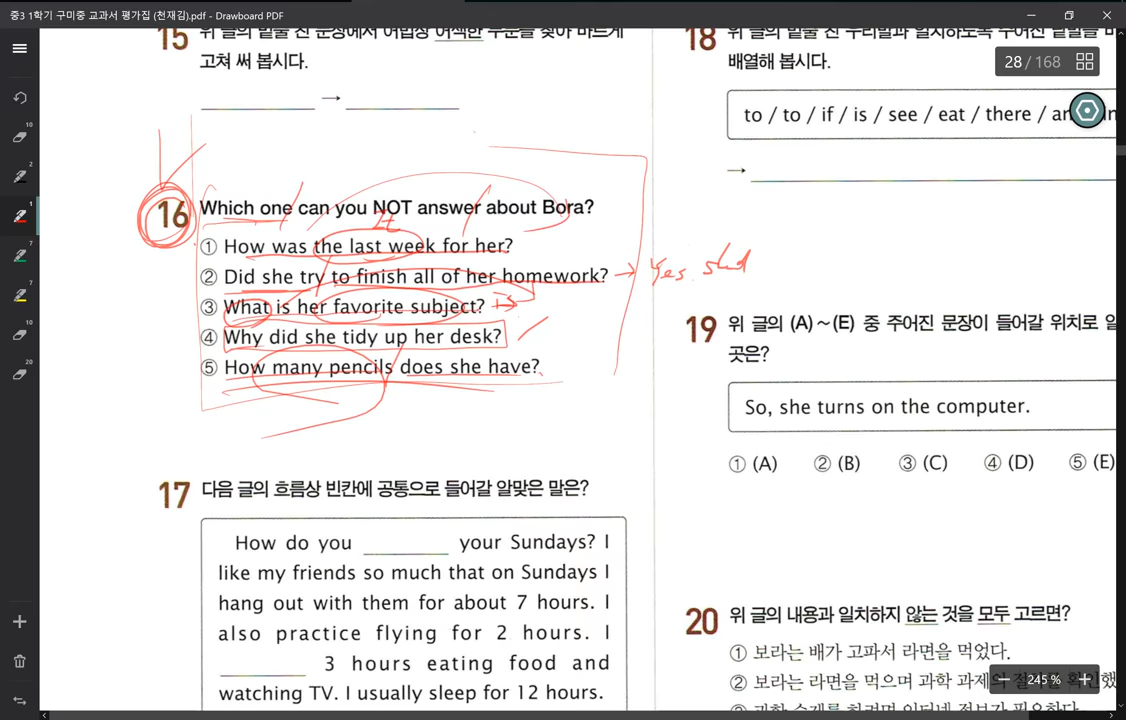 중3 1학기 구미중 교과서 평가집 (천재김).pdf - Drawboard PDF
28 / 168
15 위 글의 밑줄 친 문장에서 어법상 어색한 부분을 찾아 바르게
고쳐 써 봅시다.
→
16 Which one can you NOT answer about Bora?
It
① How was the last week for her?
② Did she try to finish all of her homework? → Yes.
③ What is her favorite subject?
④ Why did she tidy up her desk?
⑤ How many pencils does she have?
17 다음 글의 흐름상 빈칸에 공통으로 들어갈 알맞은 말은?
How do you ________ your Sundays? I
like my friends so much that on Sundays I
hang out with them for about 7 hours. I
also practice flying for 2 hours. I
________ 3 hours eating food and
watching TV. I usually sleep for 12 hours.
18 위 글의 밑줄 친 우리말과 일치하도록 주어진
배열해 봅시다.
to / to / if / is / see / eat / there /
→
19 위 글의 (A)~(E) 중 주어진 문장이 들어갈 위치로 알
곳은?
So, she turns on the computer.
① (A) ② (B) ③ (C) ④ (D) ⑤ (E)
20 위 글의 내용과 일치하지 않는 것을 모두 고르면?
① 보라는 배가 고파서 라면을 먹었다.
② 보라는 라면을 먹으며 과학 과제의
245 %
10
2
1
7
7
10
20